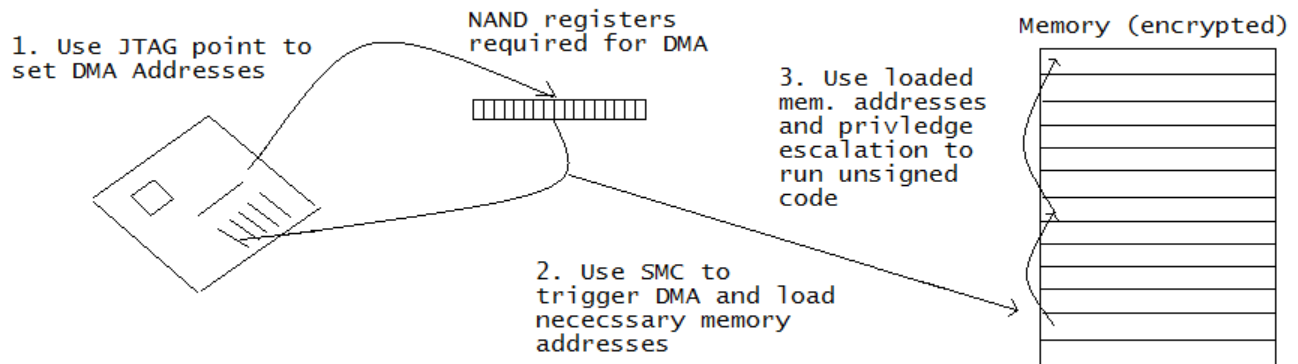 1. Use JTAG point to
set DMA Addresses
NAND registers
required for DMA
Memory (encrypted)
3. Use loaded
mem. addresses
and privledge
escalation to
run unsigned
code
2. Use SMC to
trigger DMA and load
nececssary memory
addresses